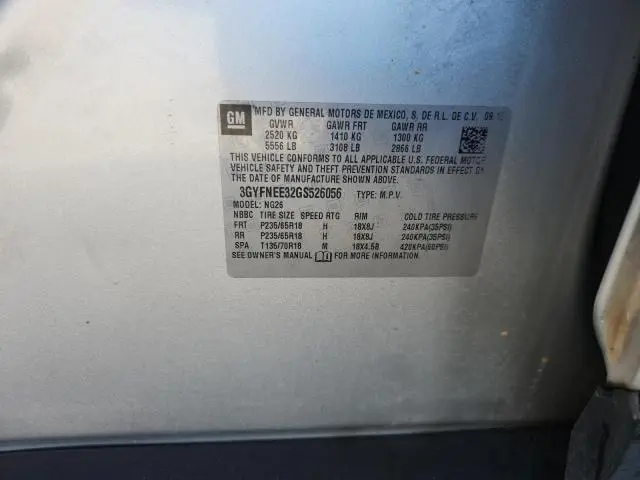 GM MFD BY GENERAL MOTORS DE MEXICO, S. DE R.L. DE C.V. 09
GVWR GAWR FRT GAWR RR
2520 KG 1410 KG 1300 KG
5556 LB 3108 LB 2866 LB
THIS VEHICLE CONFORMS TO ALL APPLICABLE U.S. FEDERAL MOTOR
VEHICLE SAFETY AND THEFT PREVENTION STANDARDS IN EFFECT ON
THE DATE OF MANUFACTURE SHOWN ABOVE.
3GYFNEE32GS526056 TYPE: M.P.V.
MODEL: NG26
NBBC TIRE SIZE SPEED RTG RIM COLD TIRE PRESSURE
FRT P235/65R18 H 18X8J 240KPA(35PSI)
RR P235/65R18 H 18X8J 240KPA(35PSI)
SPA T135/70R18 M 18X4.5B 420KPA(60PSI)
SEE OWNER'S MANUAL FOR MORE INFORMATION.